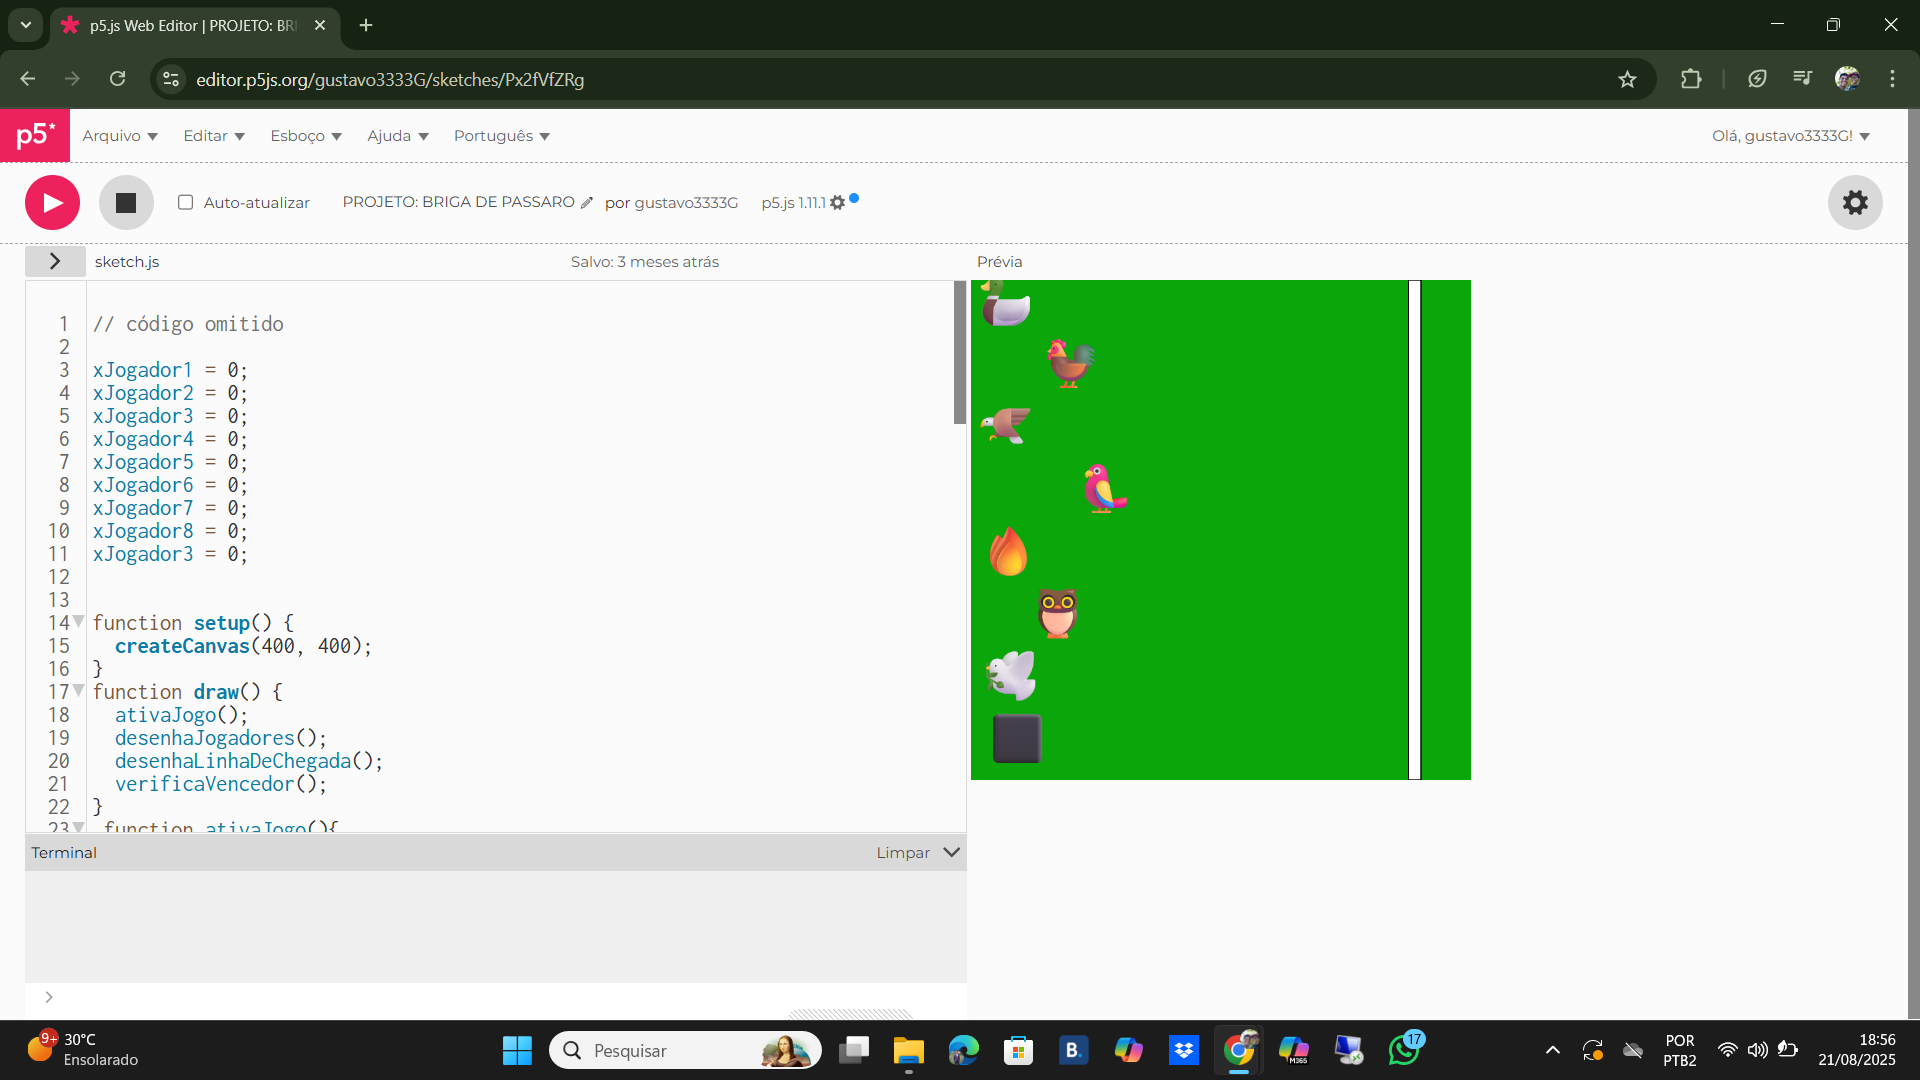 p5.js Web Editor | PROJETO: BRI
editor.p5js.org/gustavo3333G/sketches/Px2fVfZRg
p5* Arquivo Editar Esboço Ajuda Português Olá, gustavo3333G!
Auto-atualizar PROJETO: BRIGA DE PASSARO por gustavo3333G p5.js 1.11.1
sketch.js Salvo: 3 meses atrás Prévia
1 // código omitido
2
3 xJogador1 = 0;
4 xJogador2 = 0;
5 xJogador3 = 0;
6 xJogador4 = 0;
7 xJogador5 = 0;
8 xJogador6 = 0;
9 xJogador7 = 0;
10 xJogador8 = 0;
11 xJogador3 = 0;
12
13
14 function setup() {
15 createCanvas(400, 400);
16 }
17 function draw() {
18 ativaJogo();
19 desenhaJogadores();
20 desenhaLinhaDeChegada();
21 verificaVencedor();
22 }
23 function ativaJogo(){
Terminal Limpar
>
9+ 30°C
Ensolarado
Pesquisar
B.
M365
17
POR
PTB2
18:56
21/08/2025